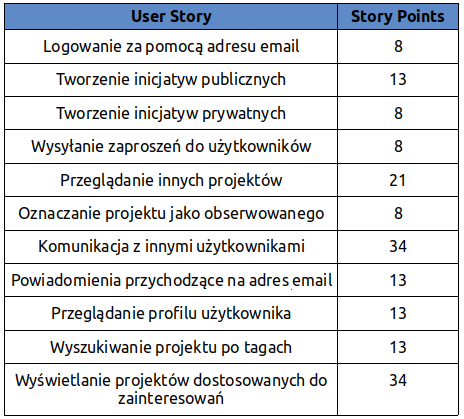 User Story Story Points
Logowanie za pomocą adresu email 8
Tworzenie inicjatyw publicznych 13
Tworzenie inicjatyw prywatnych 8
Wysyłanie zaproszeń do użytkowników 8
Przeglądanie innych projektów 21
Oznaczanie projektu jako obserwowanego 8
Komunikacja z innymi użytkownikami 34
Powiadomienia przychodzące na adres email 13
Przeglądanie profilu użytkownika 13
Wyszukiwanie projektu po tagach 13
Wyświetlanie projektów dostosowanych do 34
zainteresowań